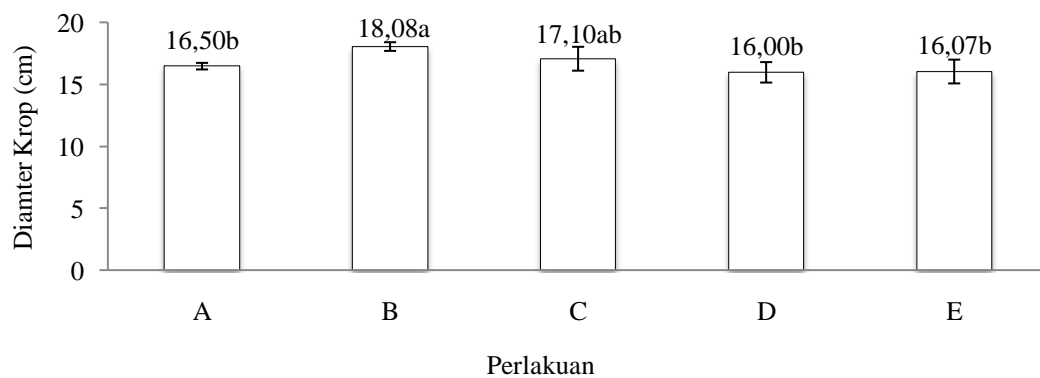 Diamter Krop (cm)
20
15
10
5
0
16,50b
18,08a
17,10ab
16,00b
16,07b
A
B
C
D
E
Perlakuan